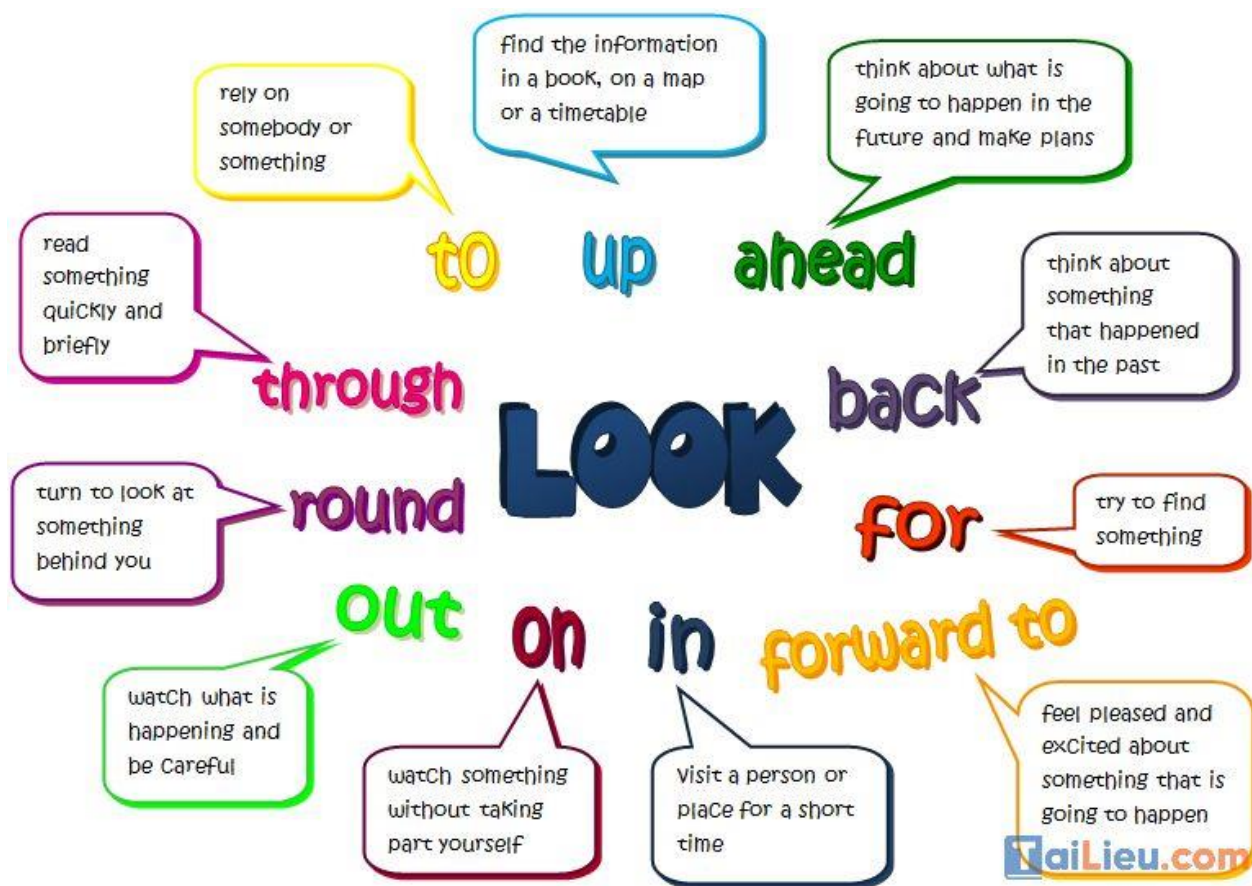 find the information
in a book, on a map
or a timetable
think about what is
going to happen in the
future and make plans
rely on
somebody or
something
to
up
ahead
read
something
quickly and
briefly
think about
something
that happened
in the past
through
back
LOOK
turn to look at
something
behind you
round
for
try to find
something
out
on
in
forward to
watch what is
happening and
be careful
watch something
without taking
part yourself
visit a person or
place for a short
time
feel pleased and
excited about
something that is
going to happen
TaiLieu.com